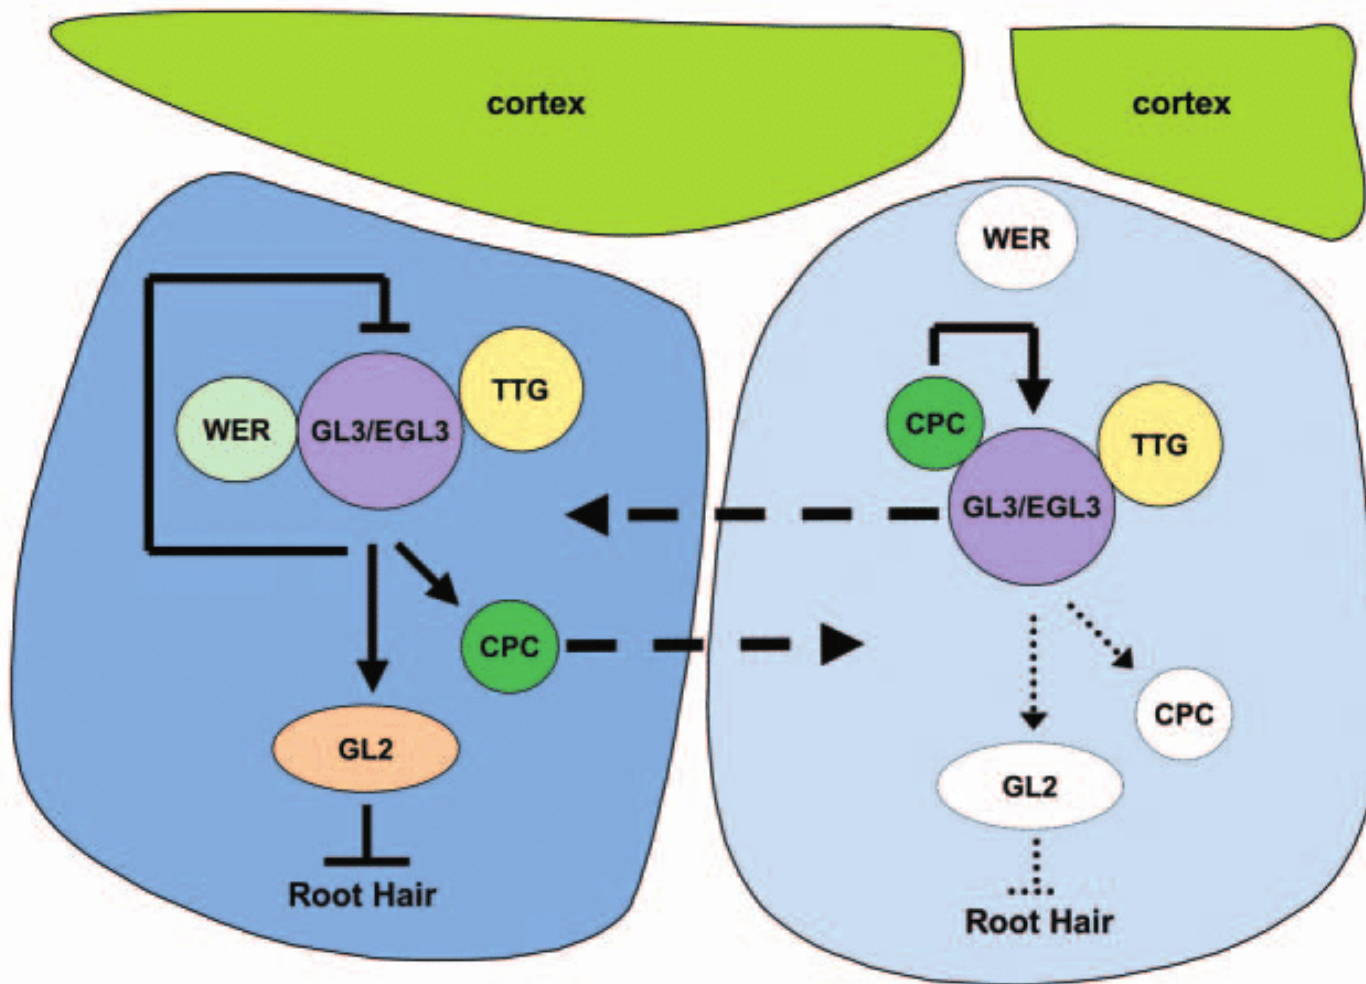 cortex
cortex
WER
TTG
WER
GL3/EGL3
CPC
TTG
GL3/EGL3
CPC
CPC
GL2
GL2
Root Hair
Root Hair